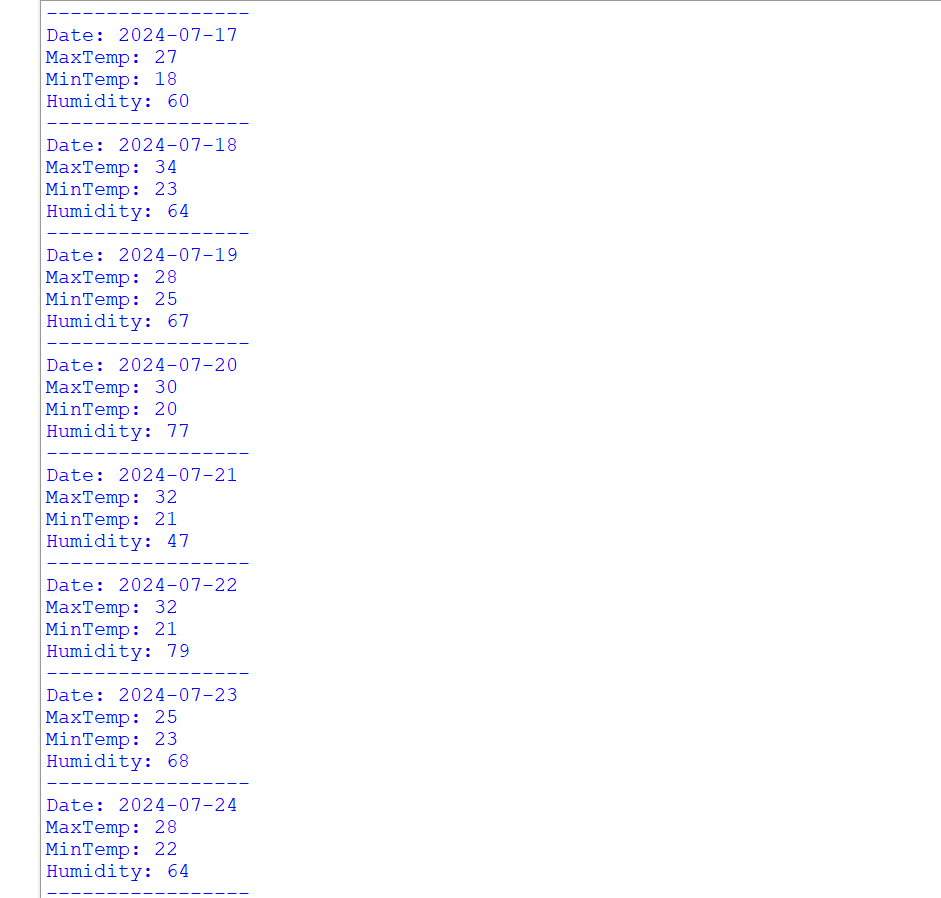 -----------------
Date: 2024-07-17
MaxTemp: 27
MinTemp: 18
Humidity: 60
-----------------
Date: 2024-07-18
MaxTemp: 34
MinTemp: 23
Humidity: 64
-----------------
Date: 2024-07-19
MaxTemp: 28
MinTemp: 25
Humidity: 67
-----------------
Date: 2024-07-20
MaxTemp: 30
MinTemp: 20
Humidity: 77
-----------------
Date: 2024-07-21
MaxTemp: 32
MinTemp: 21
Humidity: 47
-----------------
Date: 2024-07-22
MaxTemp: 32
MinTemp: 21
Humidity: 79
-----------------
Date: 2024-07-23
MaxTemp: 25
MinTemp: 23
Humidity: 68
-----------------
Date: 2024-07-24
MaxTemp: 28
MinTemp: 22
Humidity: 64
-----------------